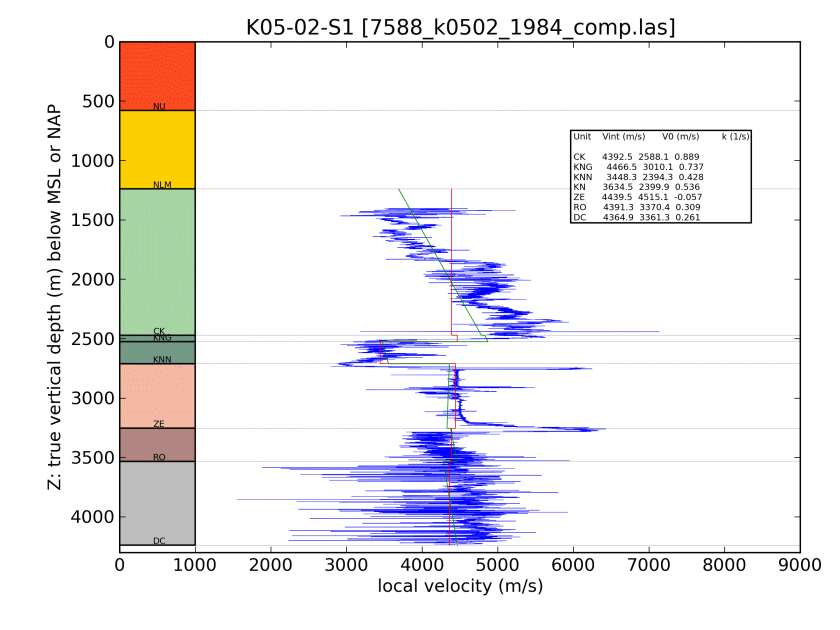 K05-02-S1 [7588_k0502_1984_comp.las]
Z: true vertical depth (m) below MSL or NAP
0
500
1000
1500
2000
2500
3000
3500
4000
NU
NLM
CK
KNG
KNN
ZE
RO
DC
Unit Vint (m/s) V0 (m/s) k (1/s)
CK 4392.5 2588.1 0.889
KNG 4466.5 3010.1 0.737
KNN 3448.3 2394.3 0.428
KN 3634.5 2399.9 0.536
ZE 4439.5 4515.1 -0.057
RO 4391.3 3370.4 0.309
DC 4364.9 3361.3 0.261
0 1000 2000 3000 4000 5000 6000 7000 8000 9000
local velocity (m/s)